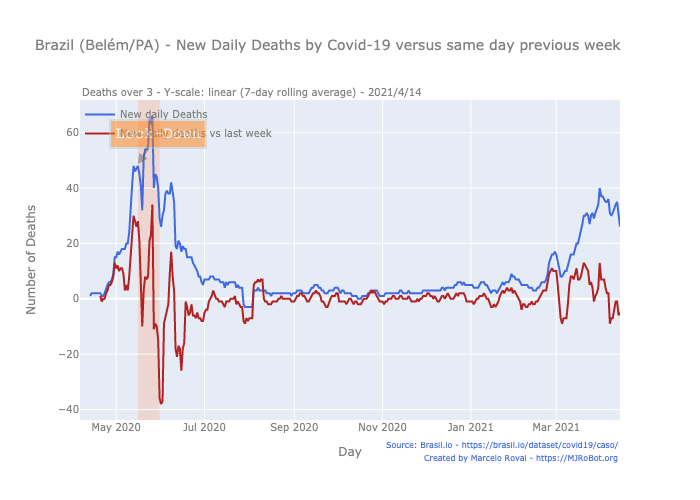 Brazil (Belém/PA) - New Daily Deaths by Covid-19 versus same day previous week
Deaths over 3 - Y-scale: linear (7-day rolling average) - 2021/4/14
New daily Deaths
Lock Down
vs last week
60
40
20
0
−20
−40
Number of Deaths
May 2020
Jul 2020
Sep 2020
Nov 2020
Jan 2021
Mar 2021
Day
Source: Brasil.io - https://brasil.io/dataset/covid19/caso/
Created by Marcelo Rovai - https://MJRoBot.org